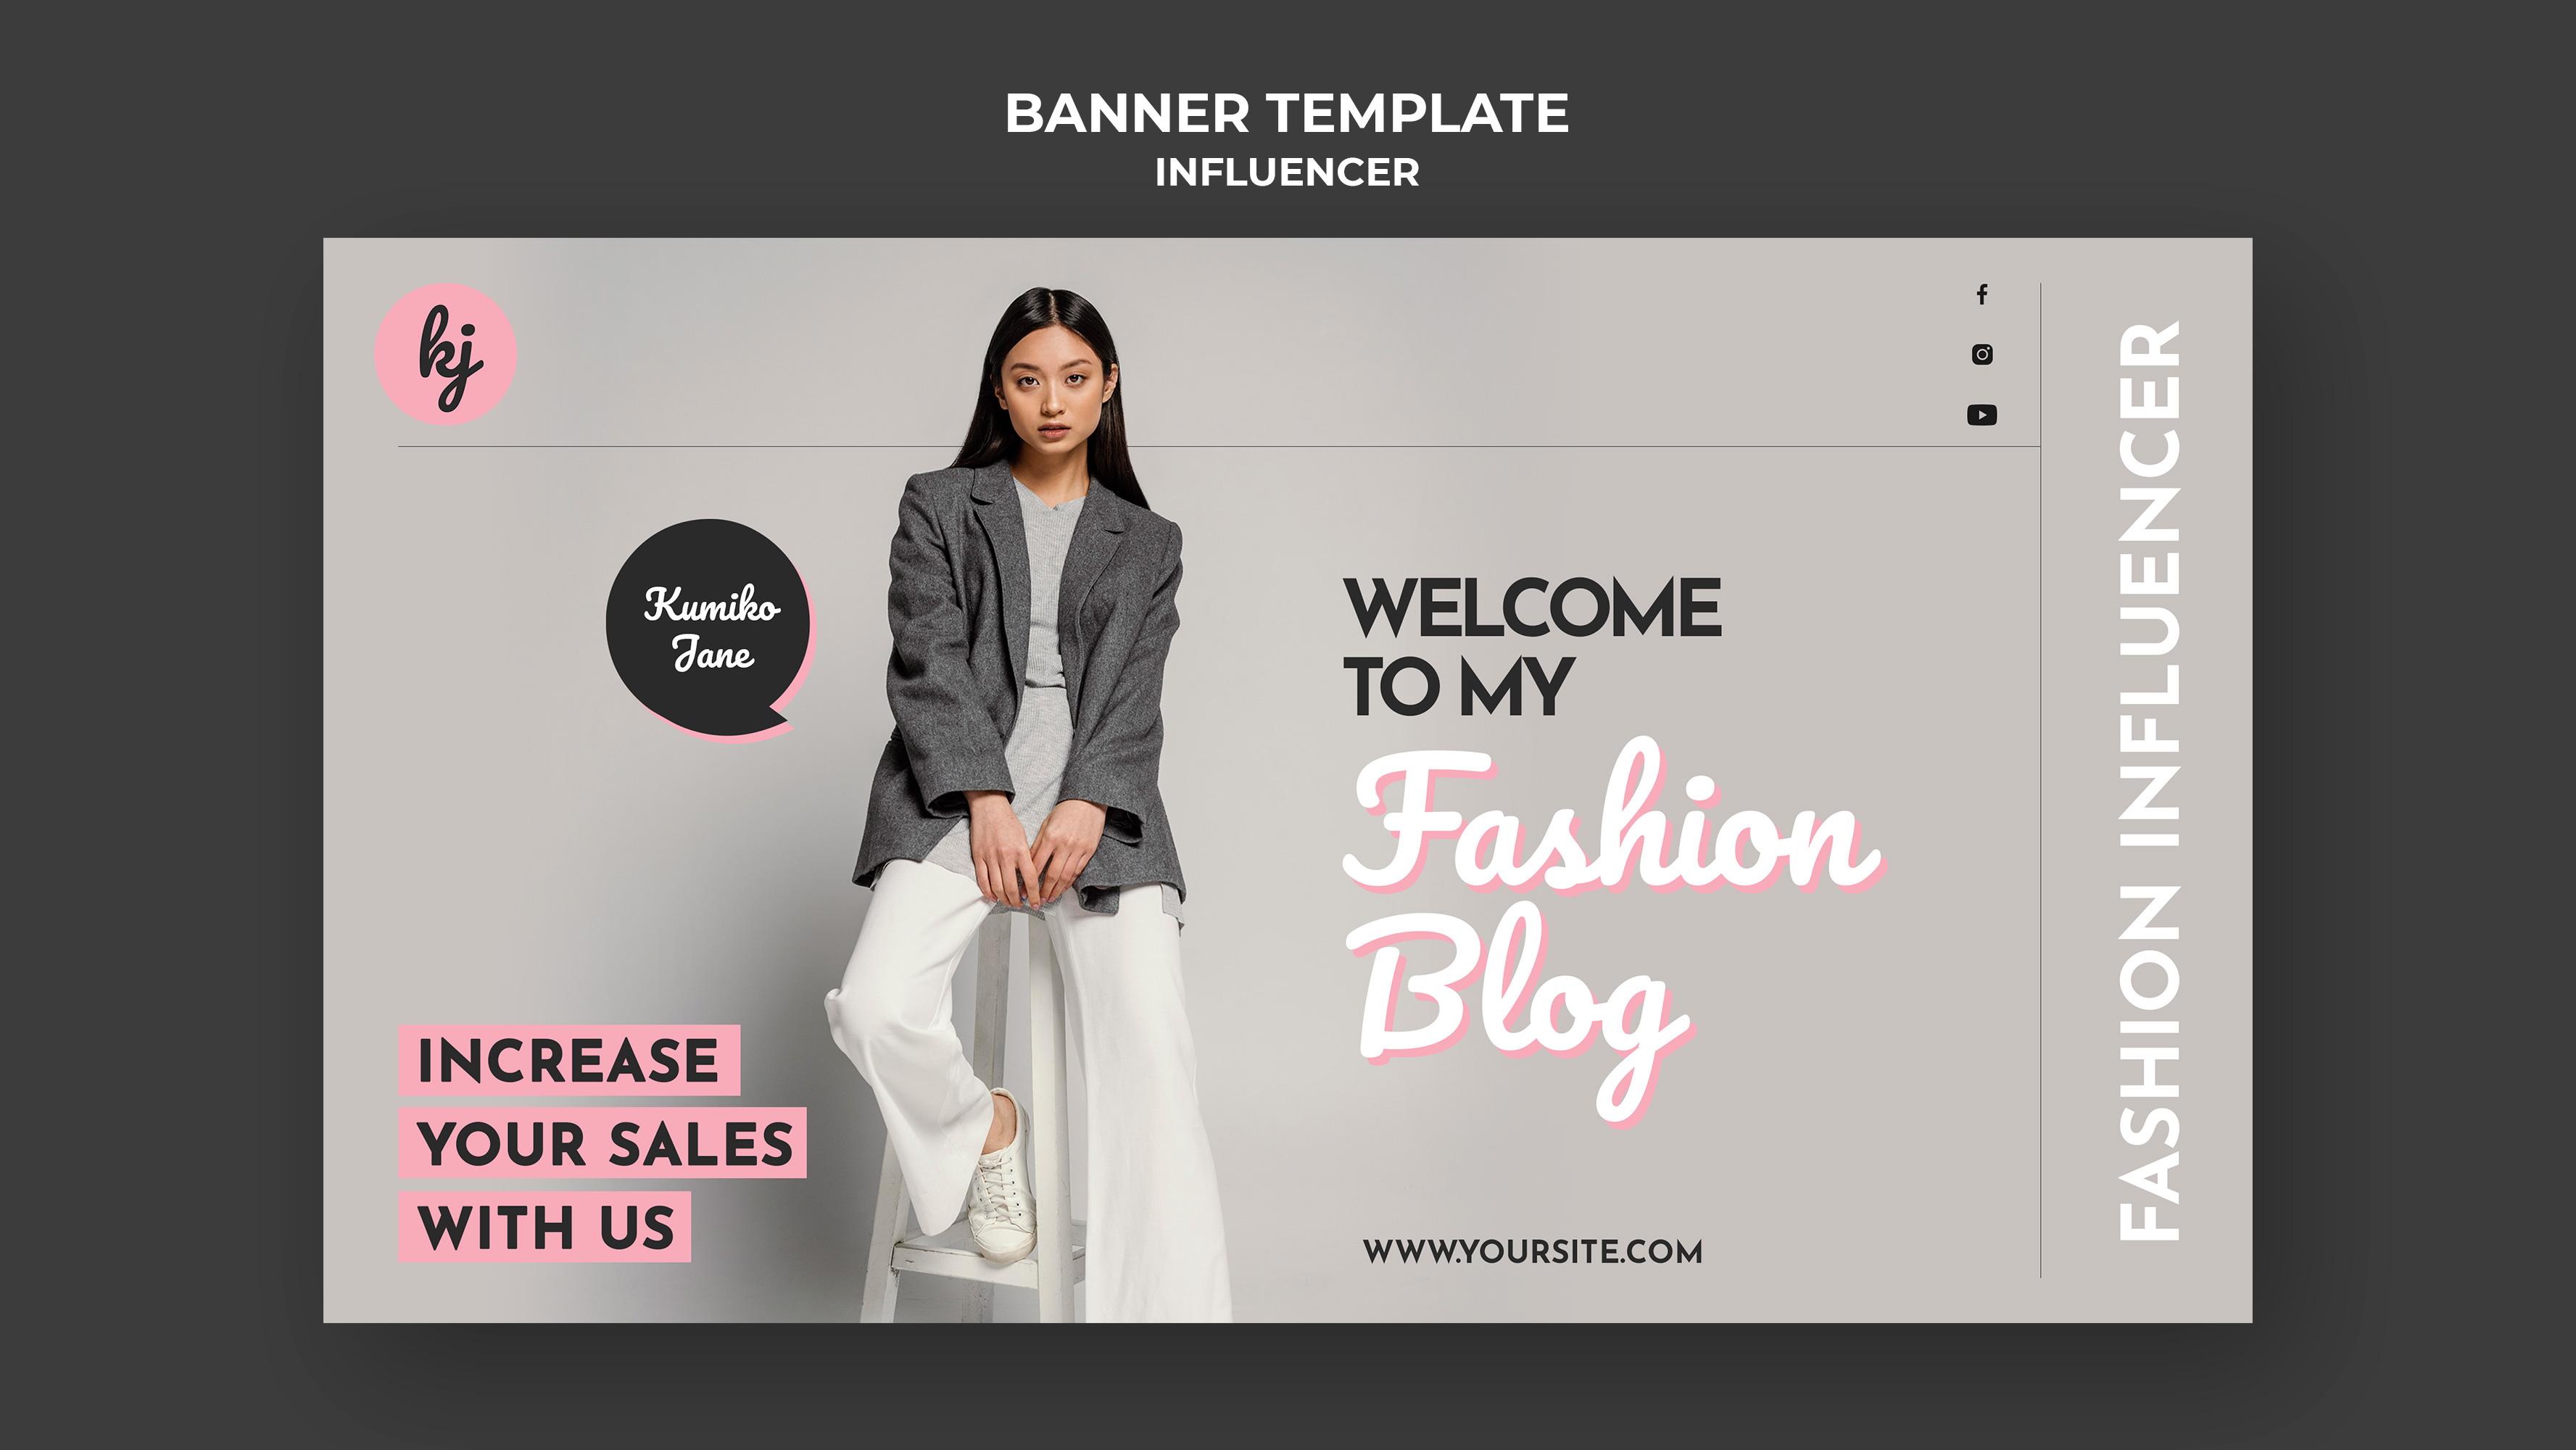 BANNER TEMPLATE
INFLUENCER
kj
Kumiko
Jane
WELCOME
TO MY
Fashion
Blog
INCREASE
YOUR SALES
WITH US
WWW.YOURSITE.COM
FASHION INFLUENCER